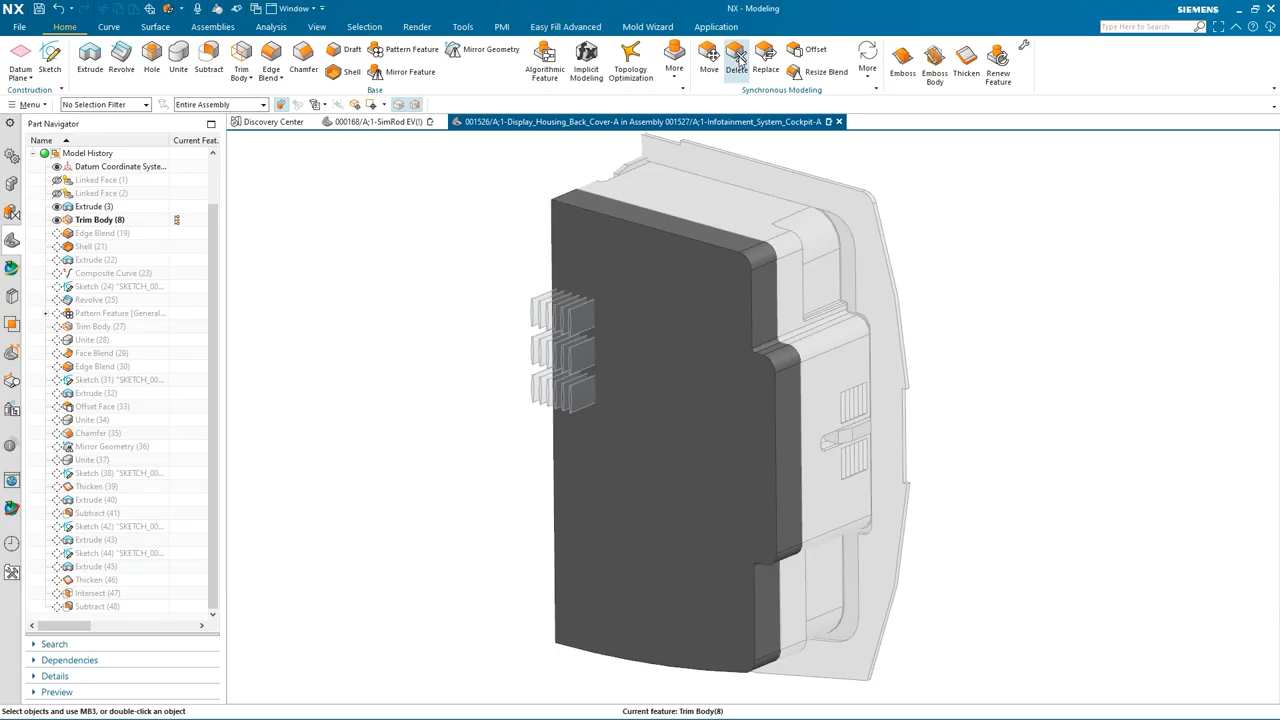 NX
Window
NX - Modeling
SIEMENS
File
Home
Curve
Surface
Assemblies
Analysis
View
Selection
Render
Tools
PMI
Easy Fill Advanced
Mold Wizard
Application
Type Here to Search
Datum Plane
Sketch
Extrude
Revolve
Hole
Unite
Subtract
Trim Body
Edge Blend
Chamfer
Draft
Shell
Pattern Feature
Mirror Feature
Mirror Geometry
Algorithmic Feature
Implicit Modeling
Topology Optimization
More
Move
Delete
Replace
Offset
Resize Blend
More
Emboss
Emboss Body
Thicken
Renew Feature
Construction
Base
Synchronous Modeling
Menu
No Selection Filter
Entire Assembly
Part Navigator
Discovery Center
000168/A;1-SimRod EV(!)
001526/A;1-Display_Housing_Back_Cover-A in Assembly 001527/A;1-Infotainment_System_Cockpit-A
Name
Current Feat.
Model History
Datum Coordinate Syste...
Linked Face (1)
Linked Face (2)
Extrude (3)
Trim Body (8)
Edge Blend (19)
Shell (21)
Extrude (22)
Composite Curve (23)
Sketch (24) "SKETCH_00...
Revolve (25)
Pattern Feature [General...
Trim Body (27)
Unite (28)
Face Blend (29)
Edge Blend (30)
Sketch (31) "SKETCH_00...
Extrude (32)
Offset Face (33)
Unite (34)
Chamfer (35)
Mirror Geometry (36)
Unite (37)
Sketch (38) "SKETCH_00...
Thicken (39)
Extrude (40)
Subtract (41)
Sketch (42) "SKETCH_00...
Extrude (43)
Sketch (44) "SKETCH_00...
Extrude (45)
Thicken (46)
Intersect (47)
Subtract (48)
Search
Dependencies
Details
Preview
Select objects and use MB3, or double-click an object
Current feature: Trim Body(8)